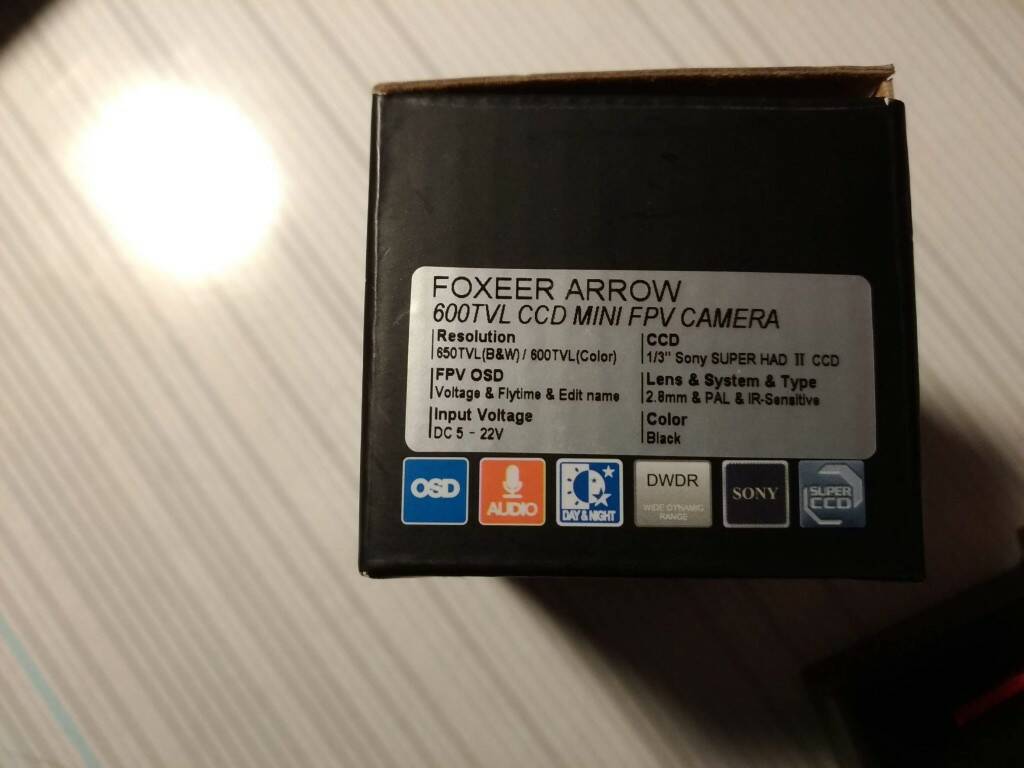 FOXEER ARROW
600TVL CCD MINI FPV CAMERA
Resolution
650TVL(B&W) / 600TVL(Color)
FPV OSD
Voltage & Flytime & Edit name
Input Voltage
DC 5 - 22V
CCD
1/3" Sony SUPER HAD II CCD
Lens & System & Type
2.8mm & PAL & IR-Sensitive
Color
Black
OSD
AUDIO
DAY & NIGHT
DWDR
WIDE DYNAMIC
RANGE
SONY
SUPER
CCD